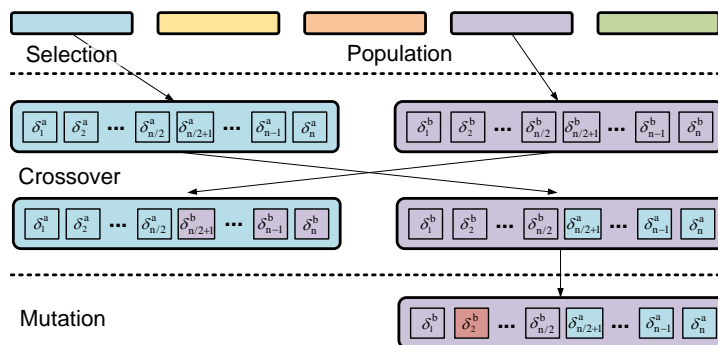 Selection Population
δ₁ᵃ δ₂ᵃ ... δₙ/₂ᵃ δₙ/₂₊₁ᵃ ... δₙ₋₁ᵃ δₙᵃ δ₁ᵇ δ₂ᵇ ... δₙ/₂ᵇ δₙ/₂₊₁ᵇ ... δₙ₋₁ᵇ δₙᵇ
Crossover
δ₁ᵃ δ₂ᵃ ... δₙ/₂ᵃ δₙ/₂₊₁ᵇ ... δₙ₋₁ᵇ δₙᵇ δ₁ᵇ δ₂ᵇ ... δₙ/₂ᵇ δₙ/₂₊₁ᵃ ... δₙ₋₁ᵃ δₙᵃ
Mutation δ₁ᵇ δ₂ᵇ ... δₙ/₂ᵇ δₙ/₂₊₁ᵃ ... δₙ₋₁ᵃ δₙᵃ